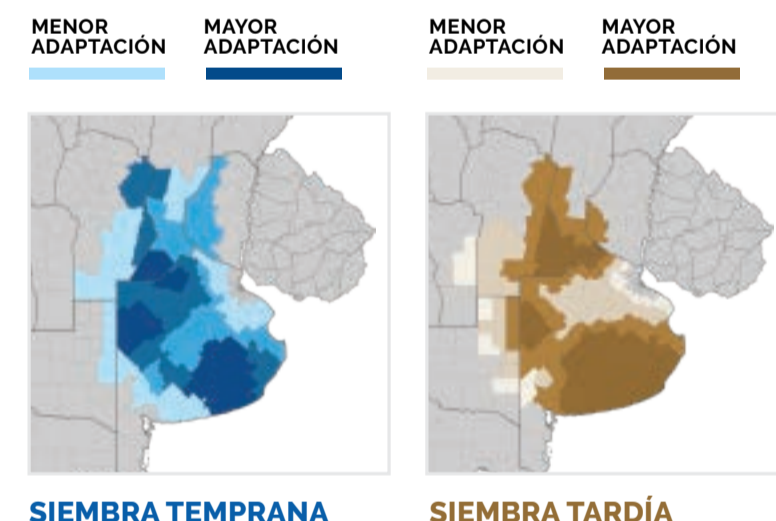 MENOR
ADAPTACIÓN
MAYOR
ADAPTACIÓN
MENOR
ADAPTACIÓN
MAYOR
ADAPTACIÓN
SIEMBRA TEMPRANA
SIEMBRA TARDÍA